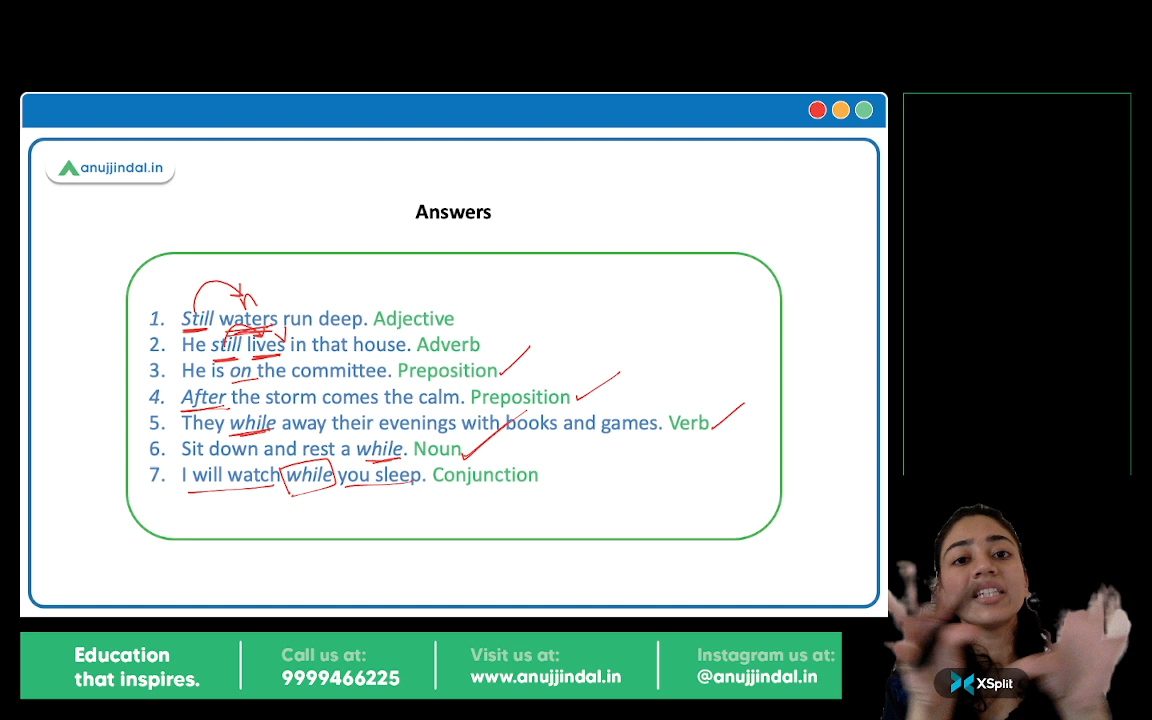 anujjindal.in
Answers
n
1. Still waters run deep. Adjective
2. He still lives in that house. Adverb
3. He is on the committee. Preposition
4. After the storm comes the calm. Preposition
5. They while away their evenings with books and games. Verb
6. Sit down and rest a while. Noun
7. I will watch while you sleep. Conjunction
Education
that inspires.
Call us at:
9999466225
Visit us at:
www.anujjindal.in
Instagram us at:
@anujjindal.in
XSplit